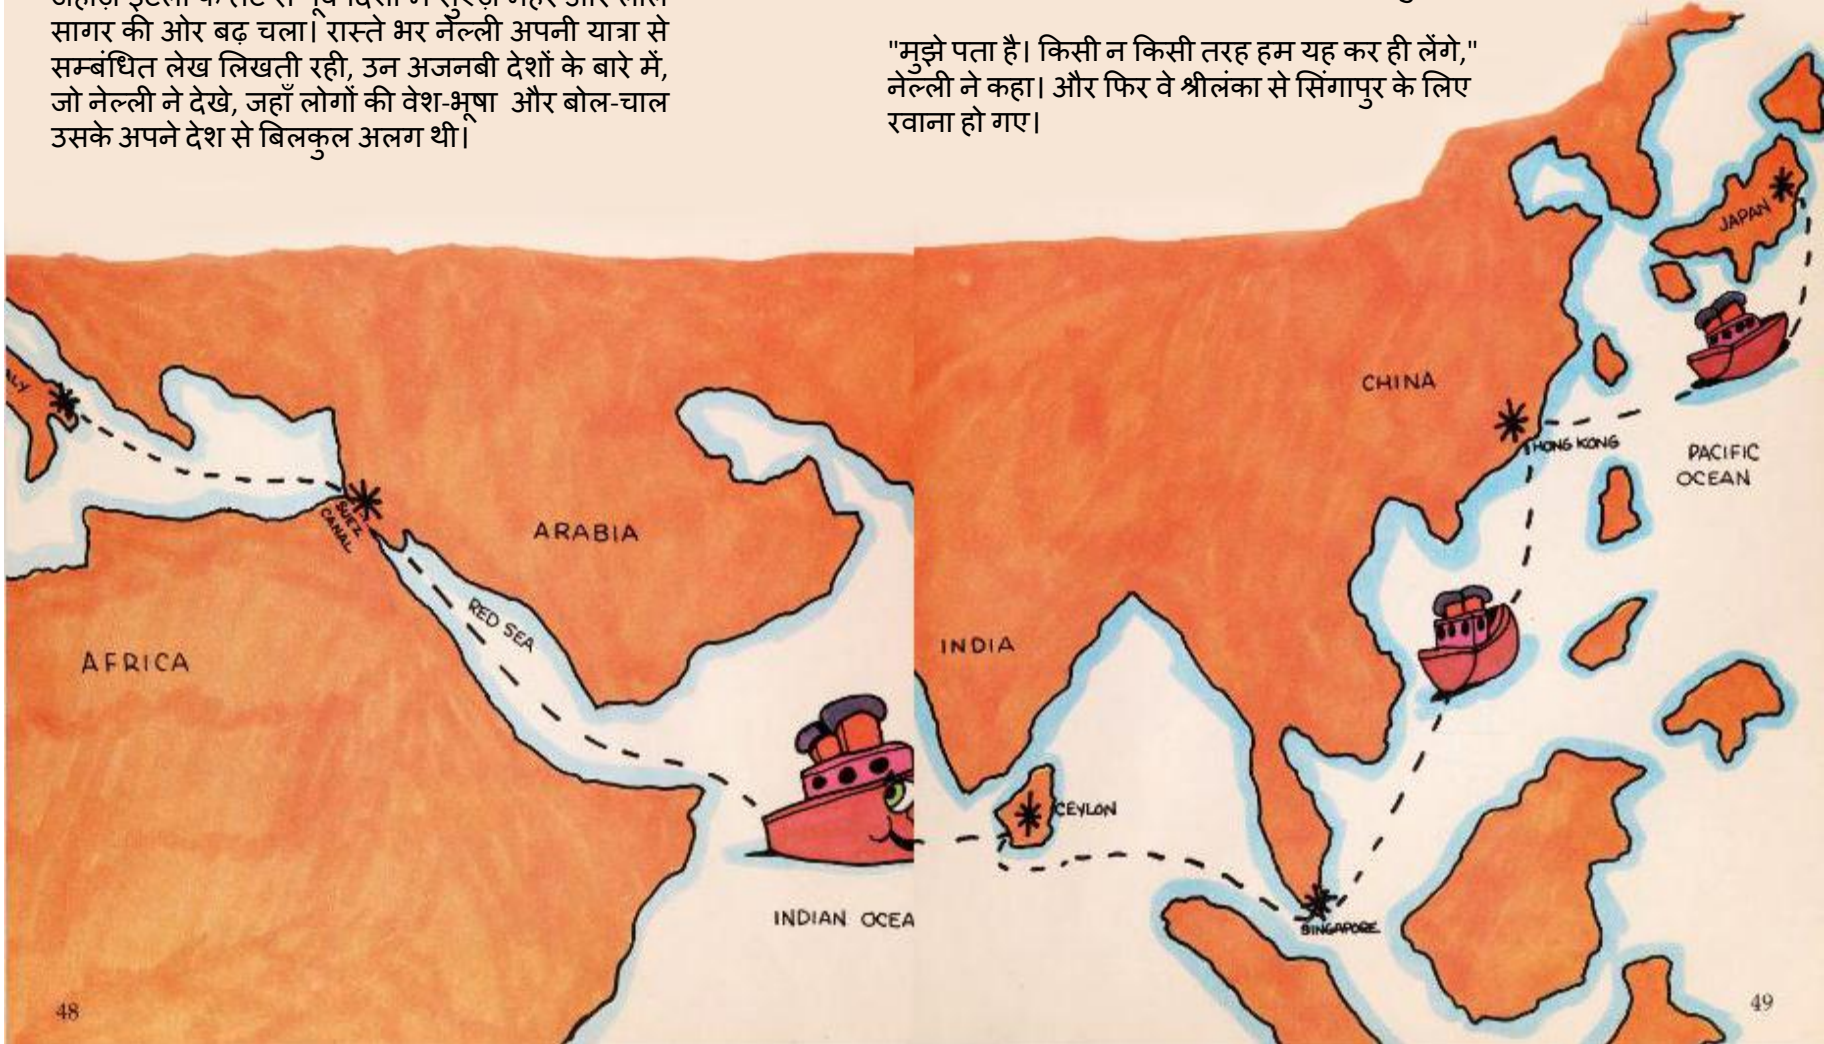 सागर की ओर बढ़ चला। रास्ते भर नेल्ली अपनी यात्रा से
सम्बंधित लेख लिखती रही, उन अजनबी देशों के बारे में,
जो नेल्ली ने देखे, जहाँ लोगों की वेश-भूषा और बोल-चाल
उसके अपने देश से बिलकुल अलग थी।
ALY
SUEZ
CANAL
ARABIA
RED SEA
AFRICA
INDIAN OCEA
48
"मुझे पता है। किसी न किसी तरह हम यह कर ही लेंगे,"
नेल्ली ने कहा। और फिर वे श्रीलंका से सिंगापुर के लिए
रवाना हो गए।
JAPAN
CHINA
HONG KONG
PACIFIC
OCEAN
INDIA
CEYLON
SINGAPORE
49